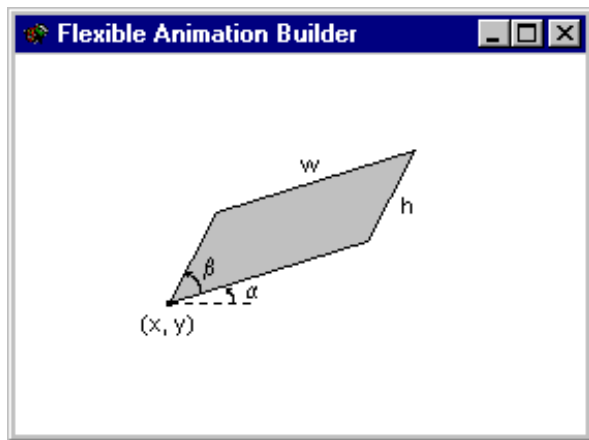 Flexible Animation Builder
w
h
β
α
(x, y)